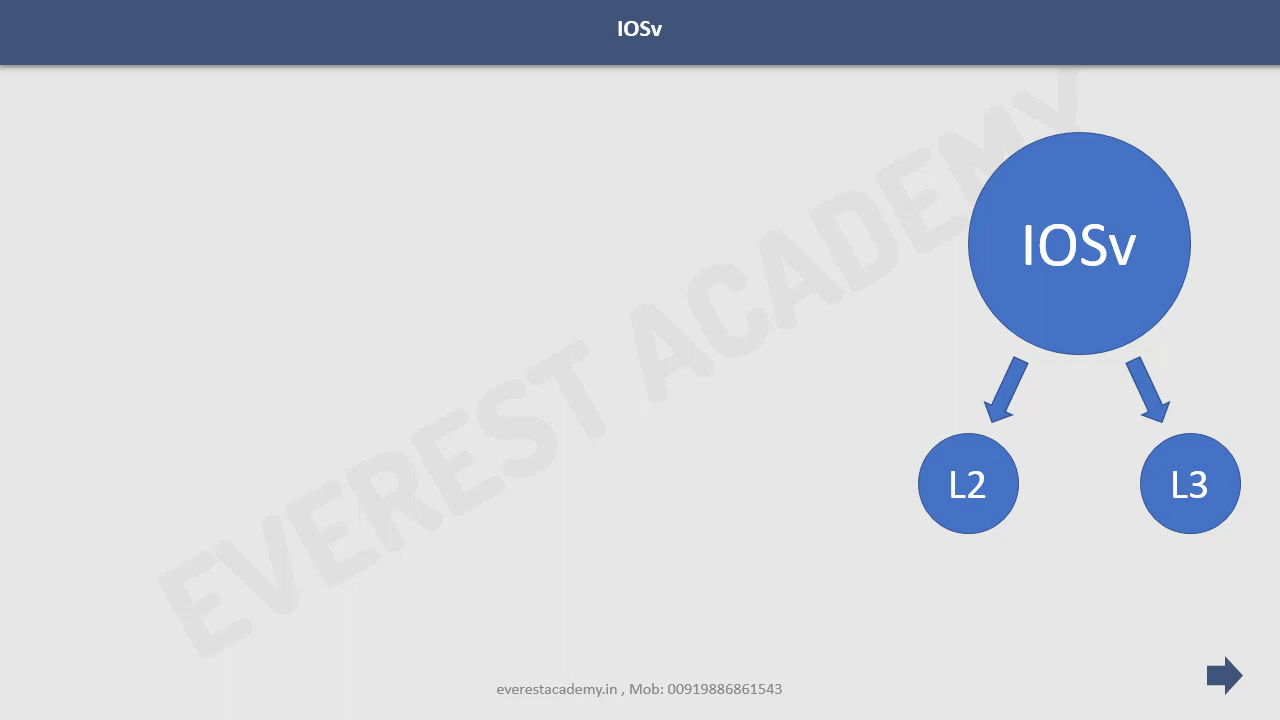 IOSv
EVEREST ACADEMY
IOSv
L2
L3
everestacademy.in , Mob: 00919886861543